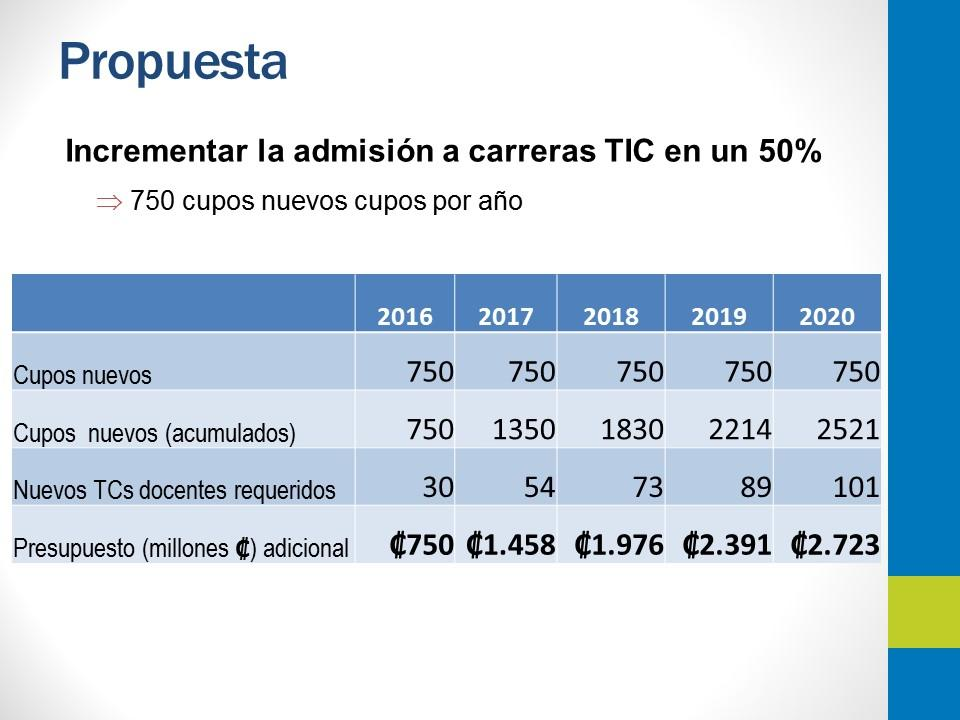 Propuesta
Incrementar la admisión a carreras TIC en un 50%
⇒ 750 cupos nuevos cupos por año
2016 2017 2018 2019 2020
Cupos nuevos 750 750 750 750 750
Cupos nuevos (acumulados) 750 1350 1830 2214 2521
Nuevos TCs docentes requeridos 30 54 73 89 101
Presupuesto (millones ₡) adicional ₡750 ₡1.458 ₡1.976 ₡2.391 ₡2.723